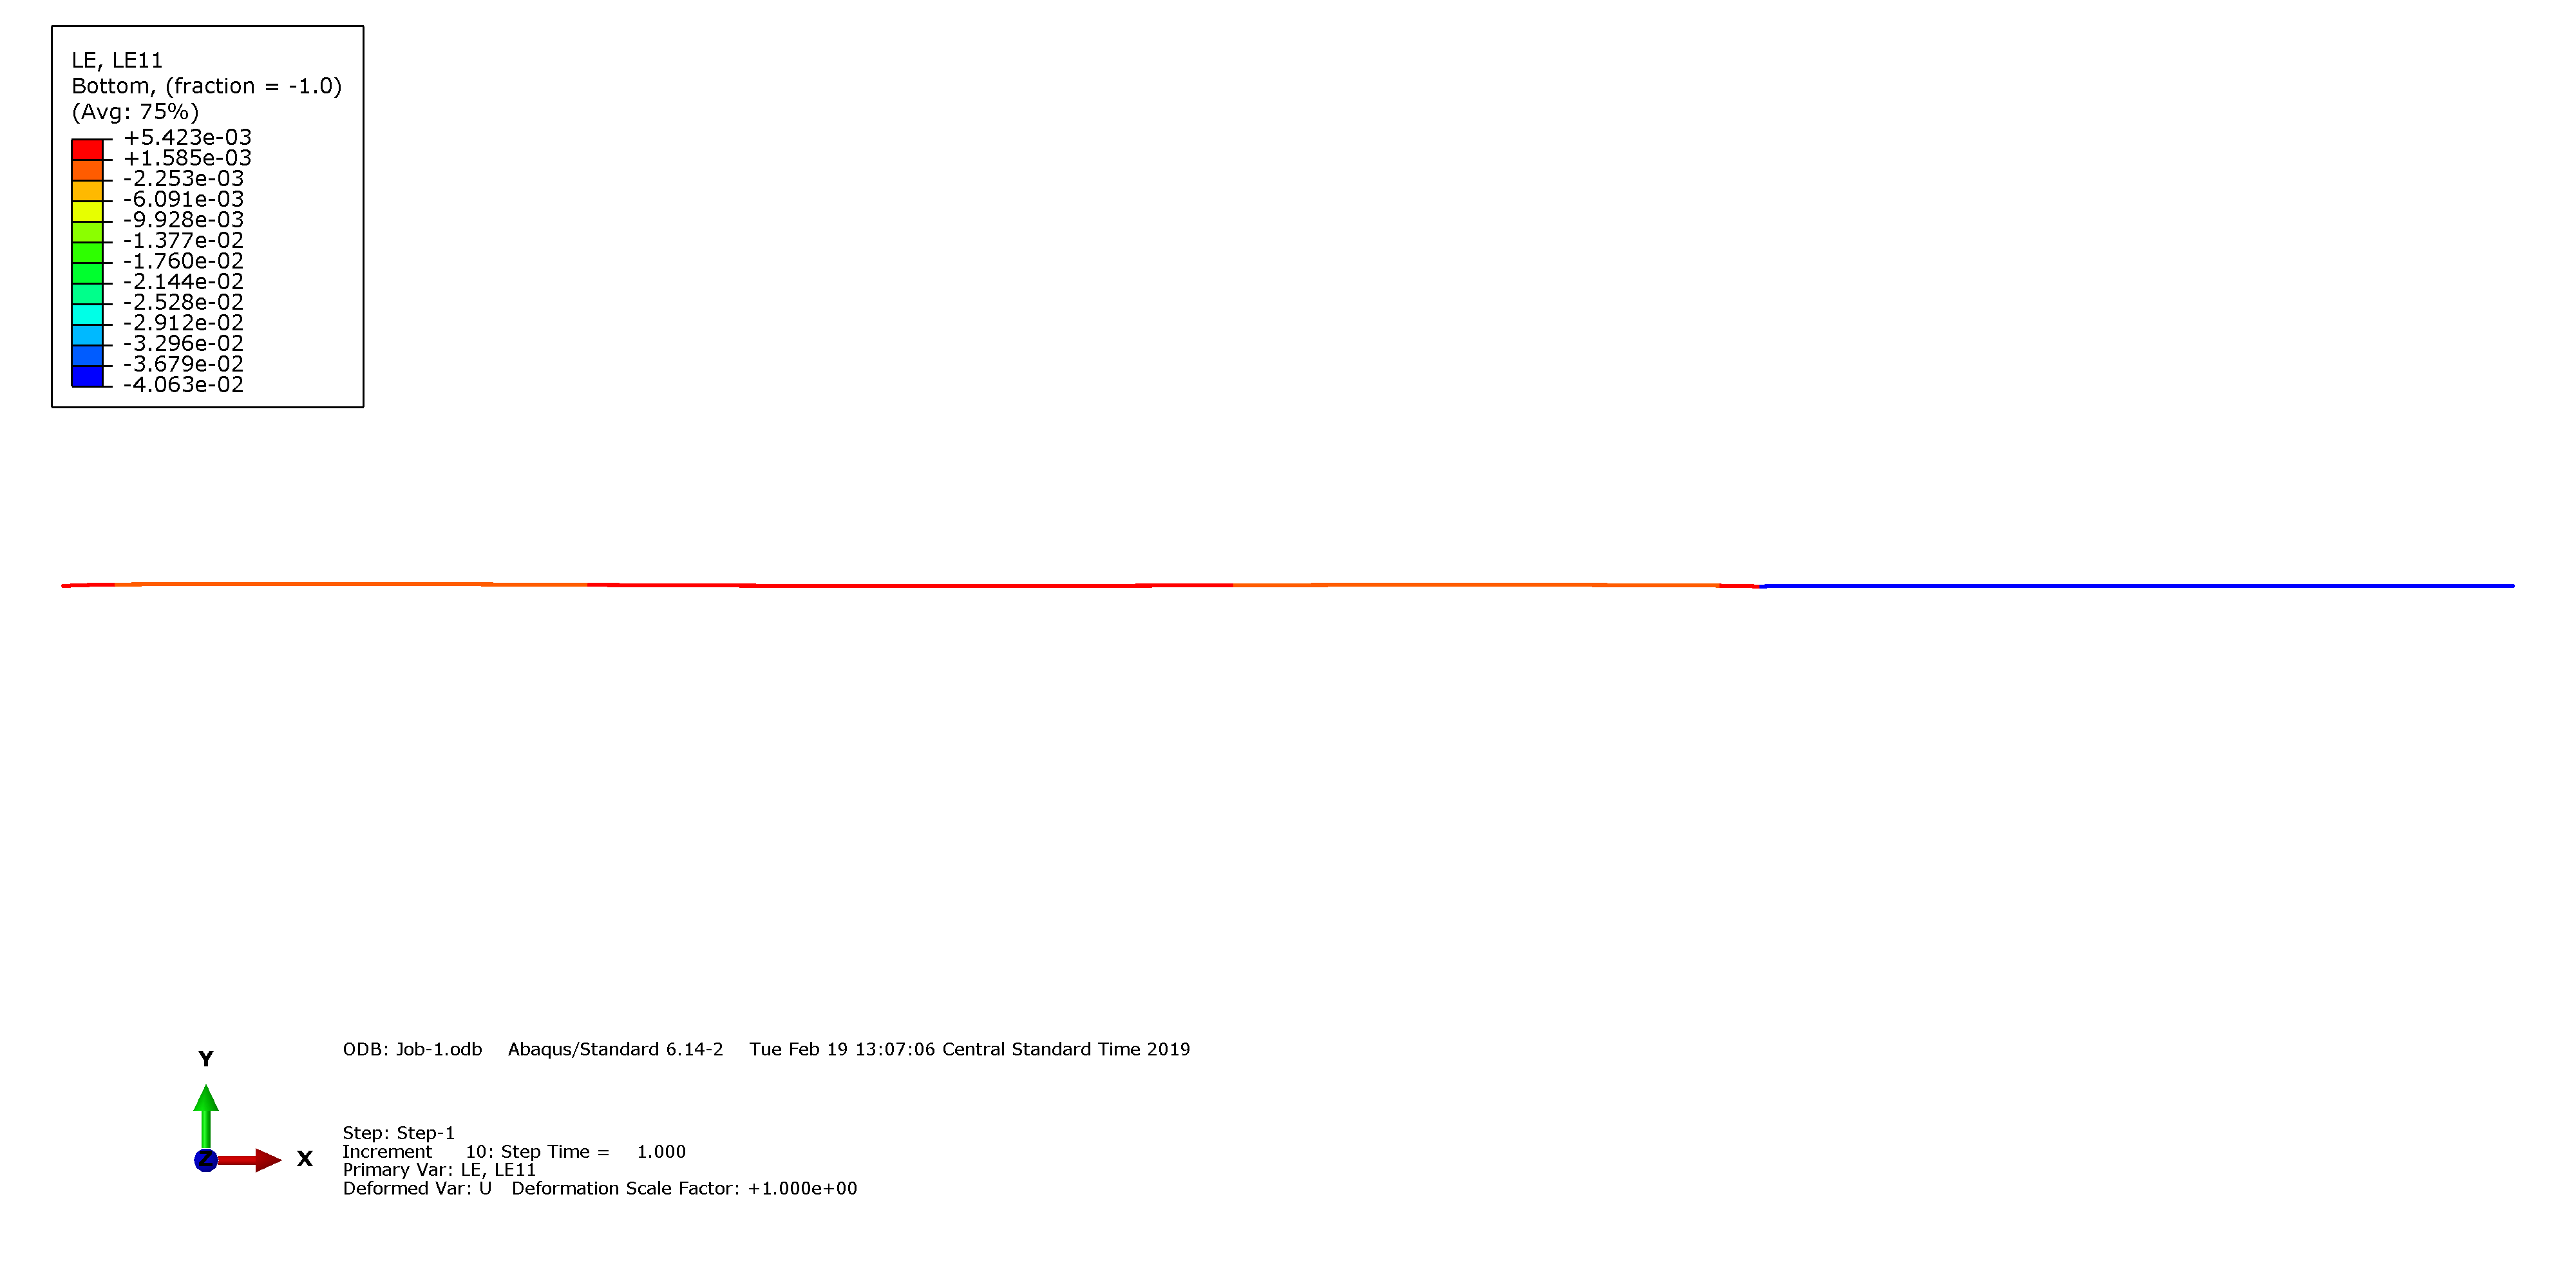 LE, LE11
Bottom, (fraction = -1.0)
(Avg: 75%)
+5.423e-03
+1.585e-03
-2.253e-03
-6.091e-03
-9.928e-03
-1.377e-02
-1.760e-02
-2.144e-02
-2.528e-02
-2.912e-02
-3.296e-02
-3.679e-02
-4.063e-02
Y
Z
X
ODB: Job-1.odb Abaqus/Standard 6.14-2 Tue Feb 19 13:07:06 Central Standard Time 2019
Step: Step-1
Increment 10: Step Time = 1.000
Primary Var: LE, LE11
Deformed Var: U Deformation Scale Factor: +1.000e+00